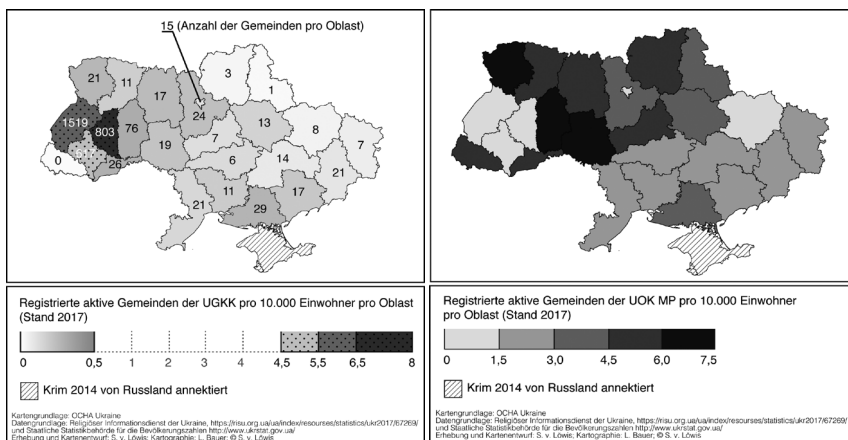 15 (Anzahl der Gemeinden pro Oblast)
3
1
21
11
17
24
1519
803
76
13
8
7
7
0
26
19
6
14
21
21
11
29
17
Registrierte aktive Gemeinden der UGKK pro 10.000 Einwohner pro Oblast
(Stand 2017)
0 0,5 1 2 3 4 4,5 5,5 6,5 8
Krim 2014 von Russland annektiert
Kartengrundlage: OCHA Ukraine
Datengrundlage: Religiöser Informationsdienst der Ukraine, https://risu.org.ua/ua/index/resourses/statistics/ukr2017/67269/
und Staatliche Statistikbehörde für die Bevölkerungszahlen http://www.ukrstat.gov.ua/
Erhebung und Kartenentwurf: S. v. Löwis; Kartographie: L. Bauer; © S. v. Löwis
Registrierte aktive Gemeinden der UOK MP pro 10.000 Einwohner
pro Oblast (Stand 2017)
0 1,5 3,0 4,5 6,0 7,5
Krim 2014 von Russland annektiert
Kartengrundlage: OCHA Ukraine
Datengrundlage: Religiöser Informationsdienst der Ukraine, https://risu.org.ua/ua/index/resourses/statistics/ukr2017/67269/
und Staatliche Statistikbehörde für die Bevölkerungszahlen http://www.ukrstat.gov.ua/
Erhebung und Kartenentwurf: S. v. Löwis; Kartographie: L. Bauer; © S. v. Löwis